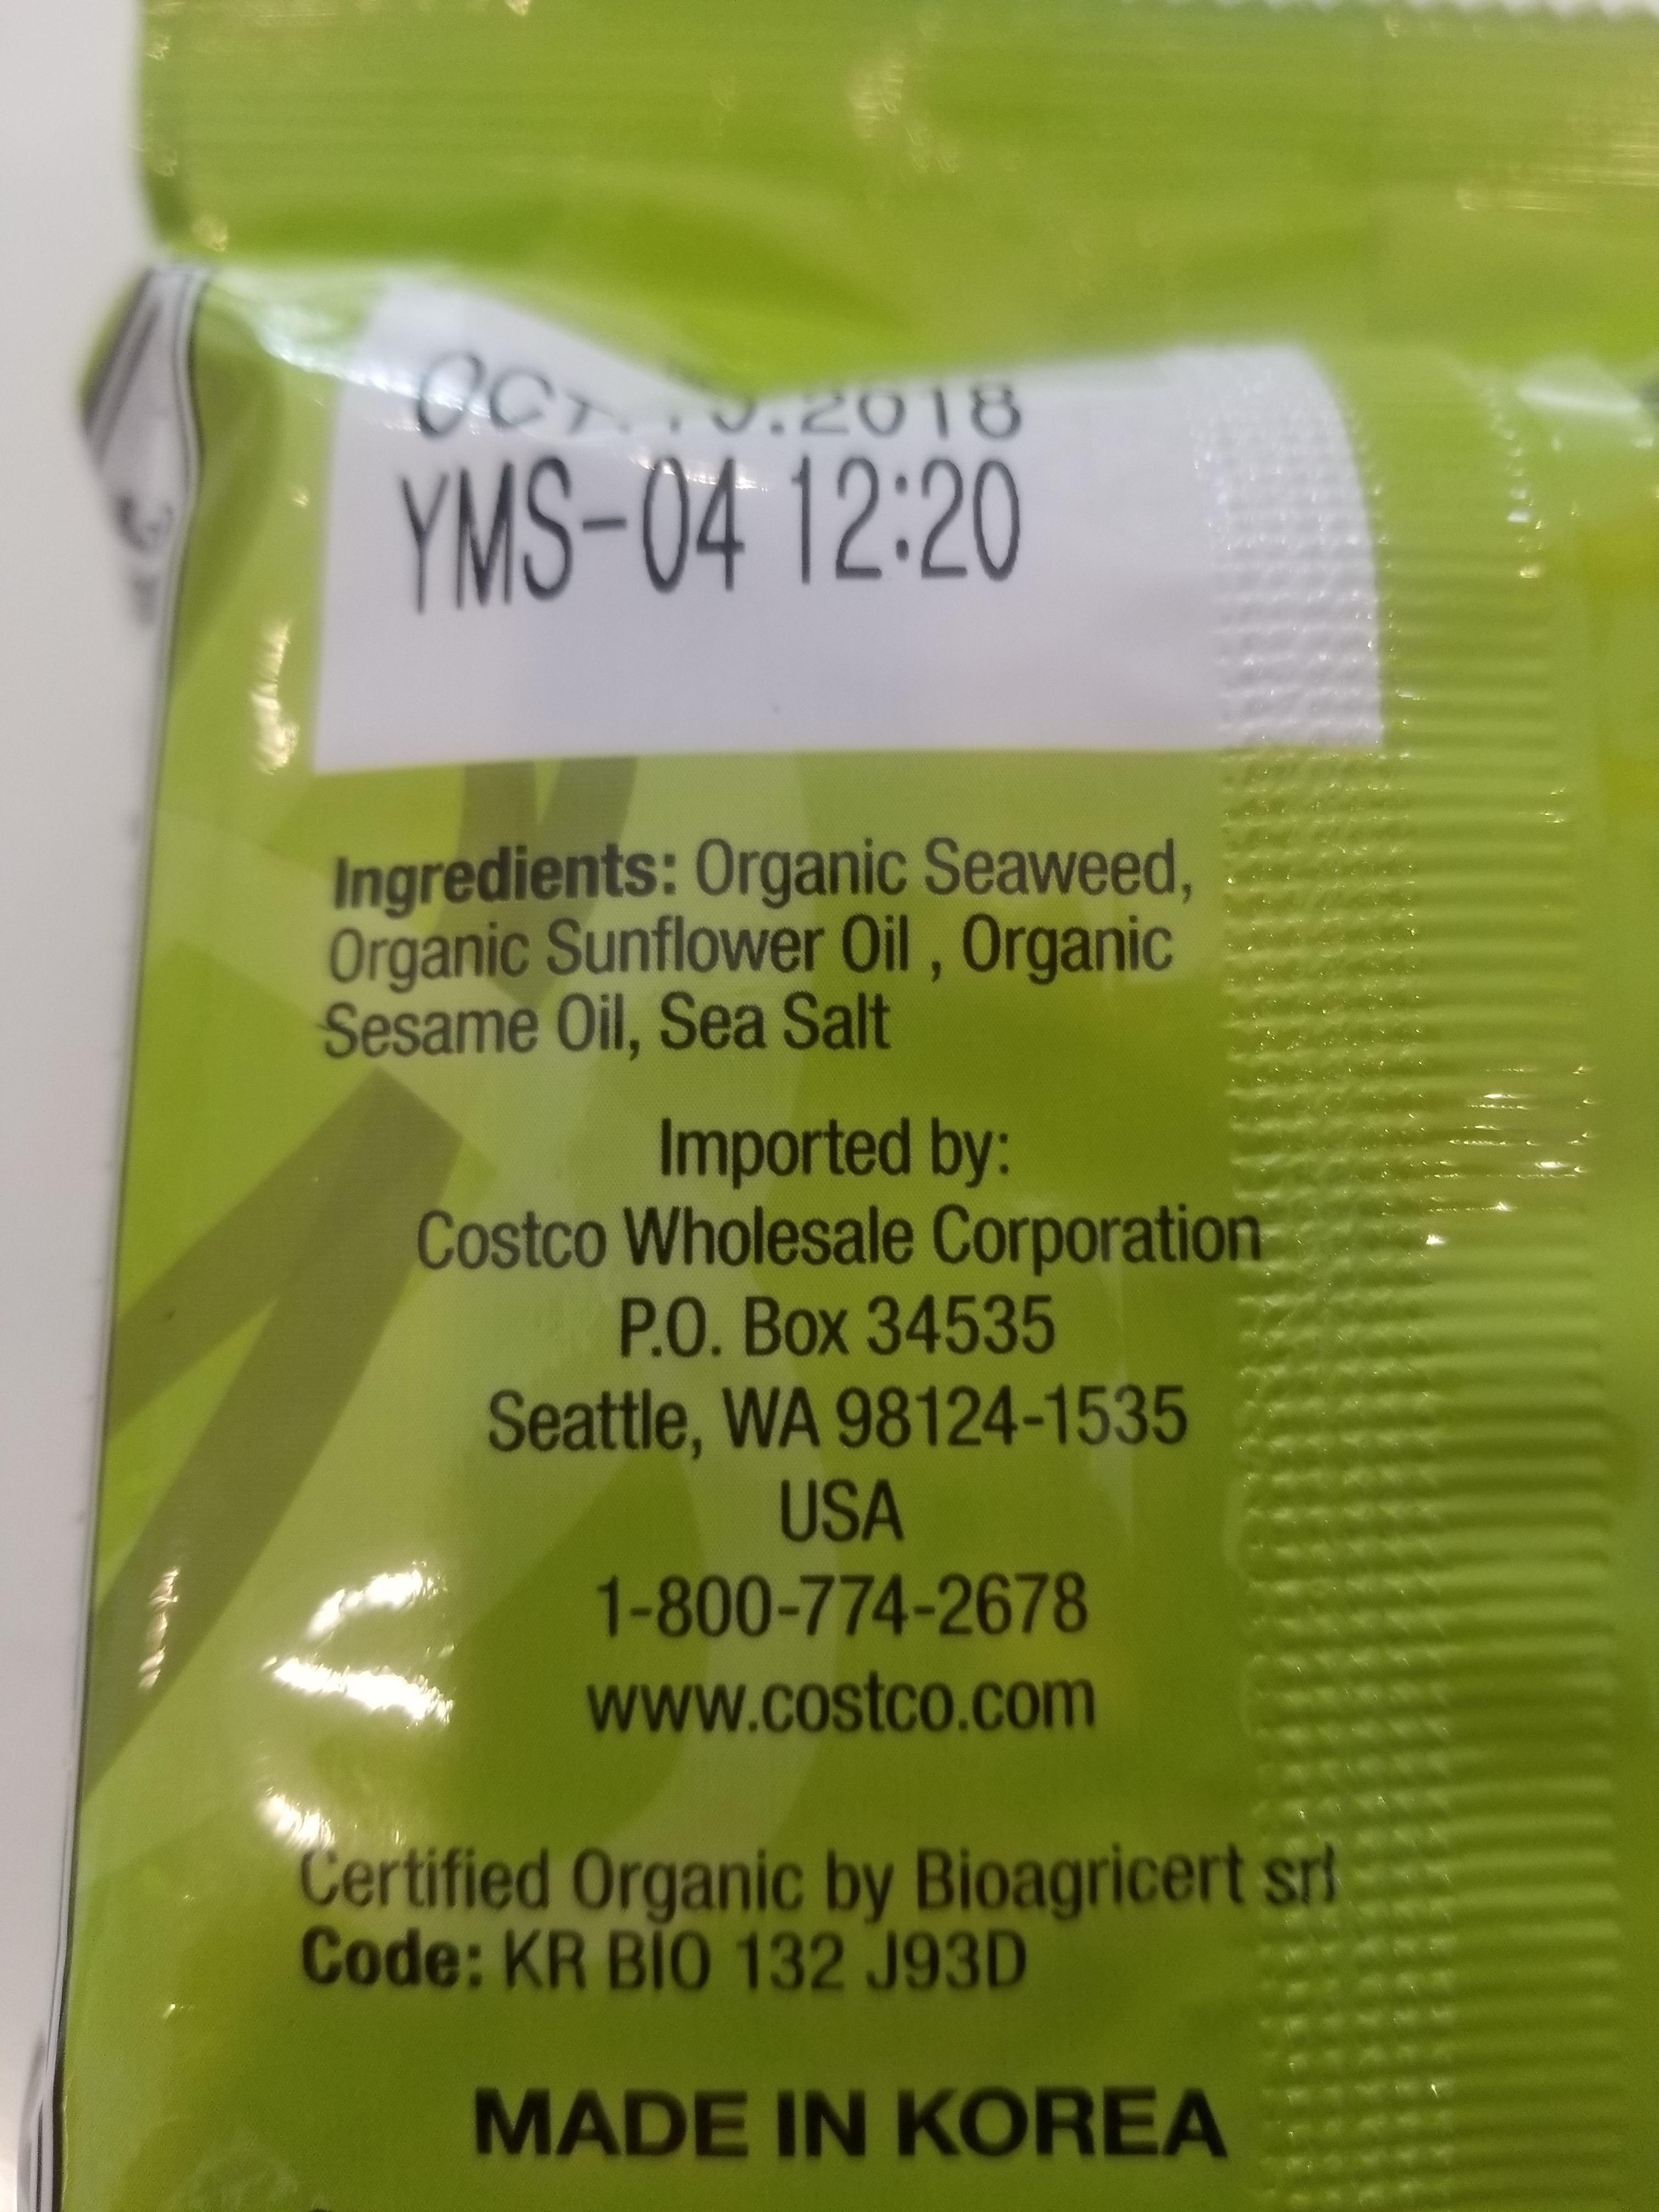 OCT. .2018
YMS-04 12:20
Ingredients: Organic Seaweed,
Organic Sunflower Oil , Organic
Sesame Oil, Sea Salt
Imported by:
Costco Wholesale Corporation
P.O. Box 34535
Seattle, WA 98124-1535
USA
1-800-774-2678
www.costco.com
Certified Organic by Bioagricert srl
Code: KR BIO 132 J93D
MADE IN KOREA